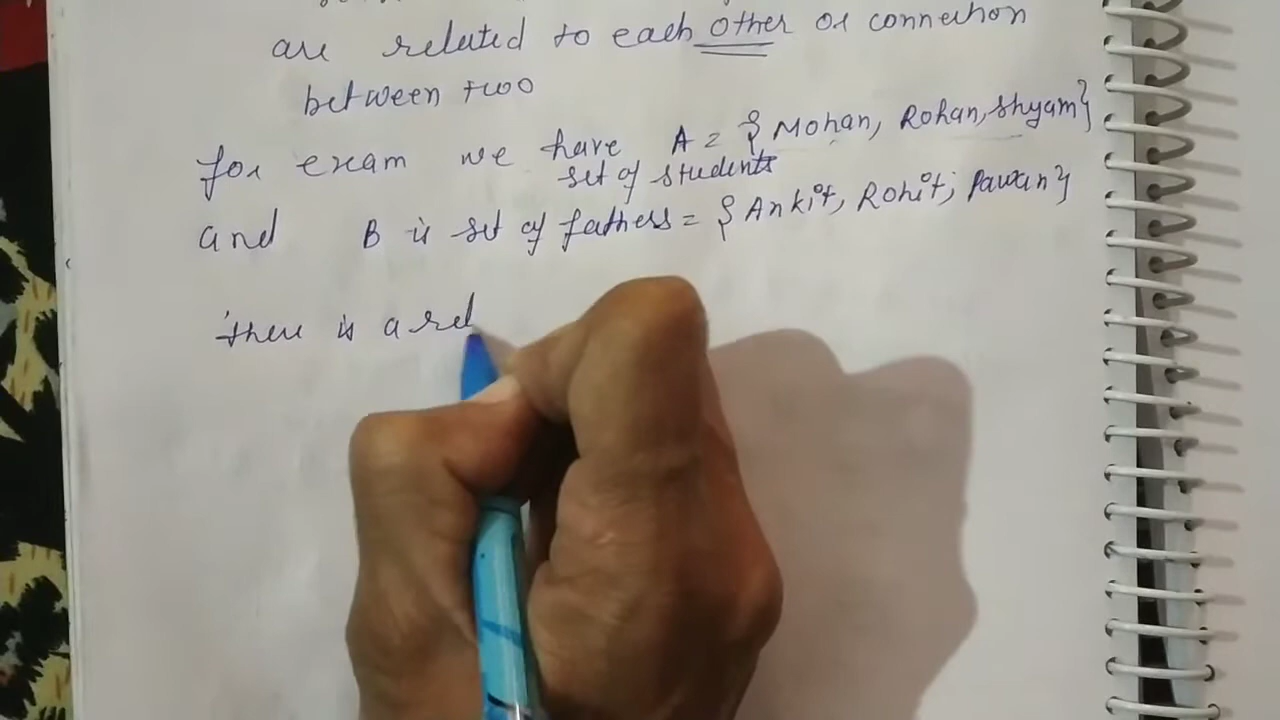 are related to each other or connection
between two
for exam we have A = {Mohan, Rohan, Shyam}
set of students
and B is set of fathers = {Ankit, Rohit, Pawan}
there is a rel